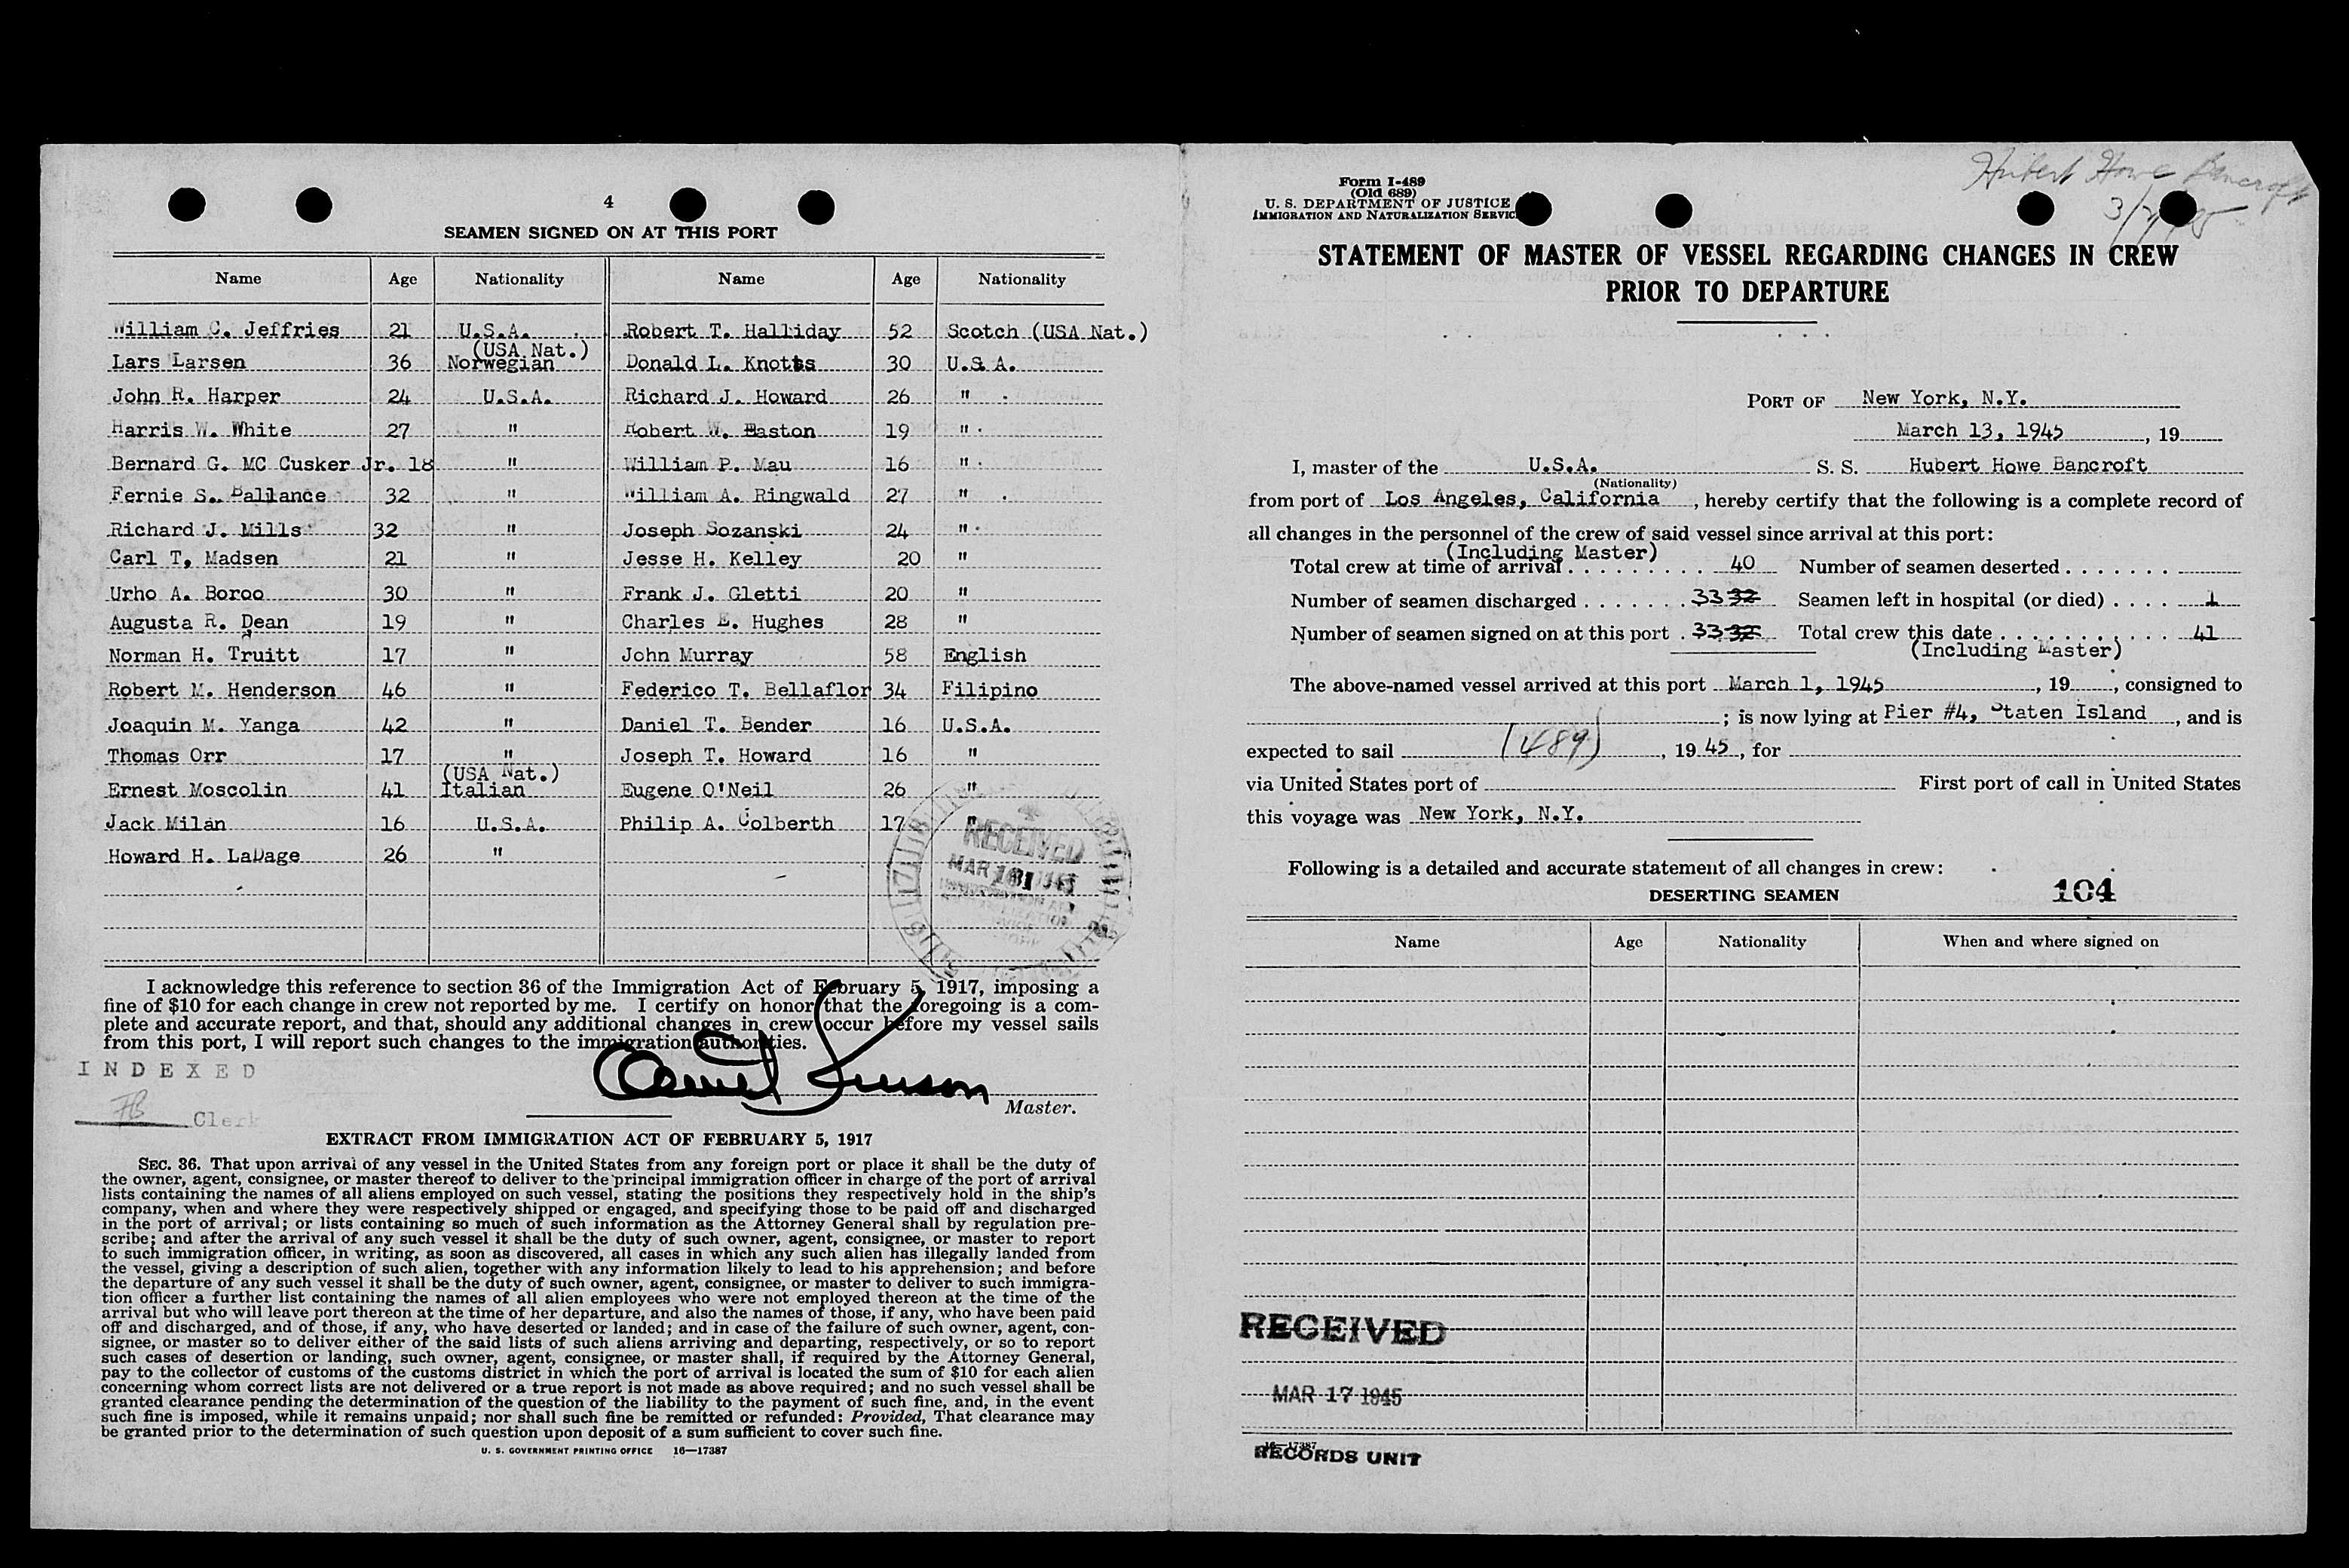 4
SEAMEN SIGNED ON AT THIS PORT
Name Age Nationality Name Age Nationality
William C. Jeffries 21 U.S.A. Robert T. Halliday 52 Scotch (USA Nat.)
Lars Larsen 36 (USA Nat.) Norwegian Donald L. Knotts 30 U.S.A.
John R. Harper 24 U.S.A. Richard J. Howard 26 "
Harris W. White 27 " Robert W. Easton 19 "
Bernard G. MC Cusker Jr. 18 " William P. Mau 16 "
Fernie S. Ballance 32 " William A. Ringwald 27 "
Richard J. Mills 32 " Joseph Sozanski 24 "
Carl T. Madsen 21 " Jesse H. Kelley 20 "
Urho A. Boroo 30 " Frank J. Gletti 20 "
Augusta R. Dean 19 " Charles E. Hughes 28 "
Norman H. Truitt 17 " John Murray 58 English
Robert M. Henderson 46 " Federico T. Bellaflor 34 Filipino
Joaquin M. Yanga 42 " Daniel T. Bender 16 U.S.A.
Thomas Orr 17 " Joseph T. Howard 16 "
Ernest Moscolin 41 (USA Nat.) Italian Eugene O'Neil 26 "
Jack Milan 16 U.S.A. Philip A. Colberth 17 "
Howard H. LaDage 26 "
RECEIVED
MAR
I acknowledge this reference to section 36 of the Immigration Act of February 5, 1917, imposing a
fine of $10 for each change in crew not reported by me. I certify on honor that the foregoing is a com-
plete and accurate report, and that, should any additional changes in crew occur before my vessel sails
from this port, I will report such changes to the immigration authorities.
INDEXED
Clerk
Master.
EXTRACT FROM IMMIGRATION ACT OF FEBRUARY 5, 1917
SEC. 36. That upon arrival of any vessel in the United States from any foreign port or place it shall be the duty of
the owner, agent, consignee, or master thereof to deliver to the principal immigration officer in charge of the port of arrival
lists containing the names of all aliens employed on such vessel, stating the positions they respectively hold in the ship's
company, when and where they were respectively shipped or engaged, and specifying those to be paid off and discharged
in the port of arrival; or lists containing so much of such information as the Attorney General shall by regulation pre-
scribe; and after the arrival of any such vessel it shall be the duty of such owner, agent, consignee, or master to report
to such immigration officer, in writing, as soon as discovered, all cases in which any such alien has illegally landed from
the vessel, giving a description of such alien, together with any information likely to lead to his apprehension; and before
the departure of any such vessel it shall be the duty of such owner, agent, consignee, or master to deliver to such immigra-
tion officer a further list containing the names of all alien employees who were not employed thereon at the time of the
arrival but who will leave port thereon at the time of her departure, and also the names of those, if any, who have been paid
off and discharged, and of those, if any, who have deserted or landed; and in case of the failure of such owner, agent, con-
signee, or master so to deliver either of the said lists of such aliens arriving and departing, respectively, or so to report
such cases of desertion or landing, such owner, agent, consignee, or master shall, if required by the Attorney General,
pay to the collector of customs of the customs district in which the port of arrival is located the sum of $10 for each alien
concerning whom correct lists are not delivered or a true report is not made as above required; and no such vessel shall be
granted clearance pending the determination of the question of the liability to the payment of such fine, and, in the event
such fine is imposed, while it remains unpaid; nor shall such fine be remitted or refunded: Provided, That clearance may
be granted prior to the determination of such question upon deposit of a sum sufficient to cover such fine.
U. S. GOVERNMENT PRINTING OFFICE 16—17387
Hubert Howe Bancroft
Form I-489
(Old 689)
U. S. DEPARTMENT OF JUSTICE
IMMIGRATION AND NATURALIZATION SERVICE
STATEMENT OF MASTER OF VESSEL REGARDING CHANGES IN CREW
PRIOR TO DEPARTURE
PORT OF New York, N.Y.
March 13, 1945, 19
I, master of the U.S.A. S. S. Hubert Howe Bancroft
(Nationality)
from port of Los Angeles, California, hereby certify that the following is a complete record of
all changes in the personnel of the crew of said vessel since arrival at this port:
(Including Master)
Total crew at time of arrival . . . . . . . . . 40 Number of seamen deserted . . . . . . .
Number of seamen discharged . . . . . . 33 32 Seamen left in hospital (or died) . . . . 1
Number of seamen signed on at this port . 33 32 Total crew this date . . . . . . . . . . . 41
(Including Master)
The above-named vessel arrived at this port March 1, 1945, 19, consigned to
; is now lying at Pier #4, Staten Island, and is
expected to sail (489), 19 45, for
via United States port of First port of call in United States
this voyage was New York, N.Y.
Following is a detailed and accurate statement of all changes in crew:
DESERTING SEAMEN 104
Name Age Nationality When and where signed on
RECEIVED
MAR 17 1945
16—17387
RECORDS UNIT